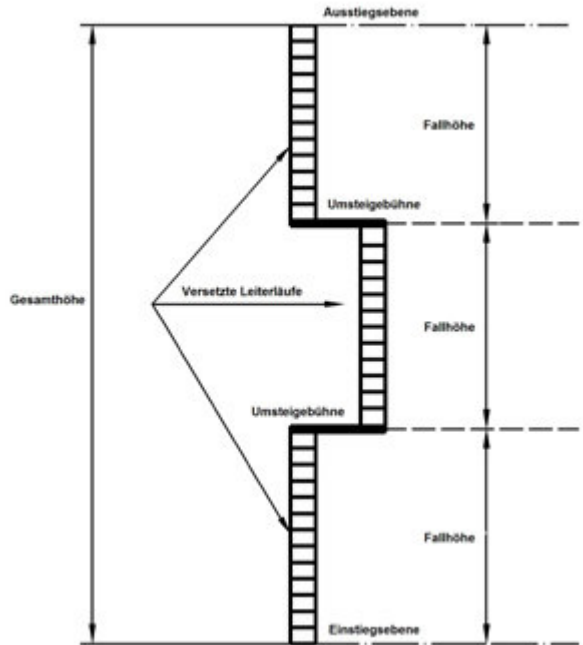 Ausstiegsebene
Fallhöhe
Umsteigebühne
Versetzte Leiterläufe
Gesamthöhe
Fallhöhe
Umsteigebühne
Fallhöhe
Einstiegsebene